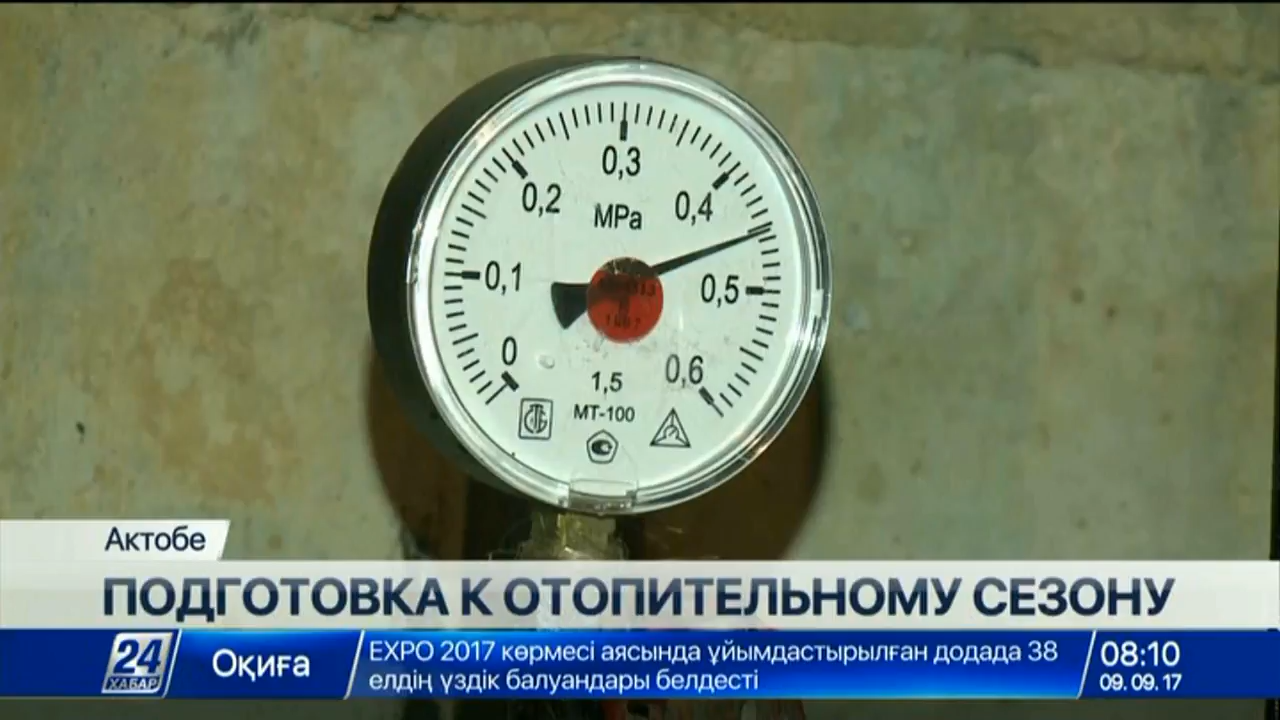 0,3
0,2
0,4
MPa
0,1
0,5
0
0,6
1,5
МТ-100
Актобе
ПОДГОТОВКА К ОТОПИТЕЛЬНОМУ СЕЗОНУ
24
ХАБАР
Оқиға
EXPO 2017 көрмесі аясында ұйымдастырылған додада 38
елдің үздік балуандары белдесті
08:10
09.09.17